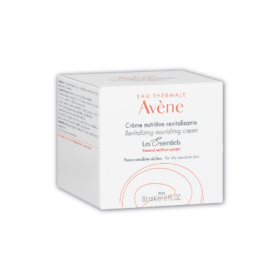 EAU THERMALE
Avène
Crème nutritive revitalisante
Revitalizing nourishing cream
Les Essentiels
Peaux sensibles sèches - For dry sensitive skin